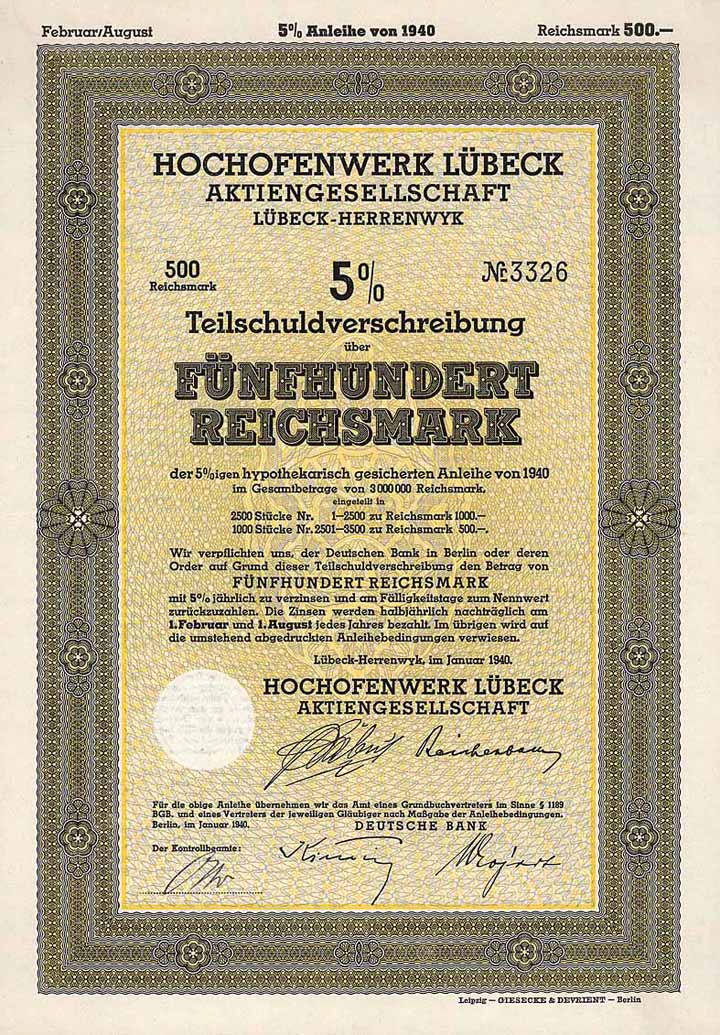 Februar/August 5% Anleihe von 1940 Reichsmark 500.—
HOCHOFENWERK LÜBECK
AKTIENGESELLSCHAFT
LÜBECK-HERRENWYK
500 5% № 3326
Reichsmark
Teilschuldverschreibung
über
FÜNFHUNDERT
REICHSMARK
der 5%igen hypothekarisch gesicherten Anleihe von 1940
im Gesamtbetrage von 3 000 000 Reichsmark,
eingeteilt in
2500 Stücke Nr. 1—2500 zu Reichsmark 1000.—
1000 Stücke Nr. 2501—3500 zu Reichsmark 500.—.
Wir verpflichten uns, der Deutschen Bank in Berlin oder deren
Order auf Grund dieser Teilschuldverschreibung den Betrag von
FÜNFHUNDERT REICHSMARK
mit 5% jährlich zu verzinsen und am Fälligkeitstage zum Nennwert
zurückzuzahlen. Die Zinsen werden halbjährlich nachträglich am
1. Februar und 1. August jedes Jahres bezahlt. Im übrigen wird auf
die umstehend abgedruckten Anleihebedingungen verwiesen.
Lübeck-Herrenwyk, im Januar 1940.
HOCHOFENWERK LÜBECK
AKTIENGESELLSCHAFT
Reichenbaum
Für die obige Anleihe übernehmen wir das Amt eines Grundbuchvertreters im Sinne § 1189
BGB. und eines Vertreters der jeweiligen Gläubiger nach Maßgabe der Anleihebedingungen.
Berlin, im Januar 1940. DEUTSCHE BANK
Der Kontrollbeamte:
Leipzig — GIESECKE & DEVRIENT — Berlin